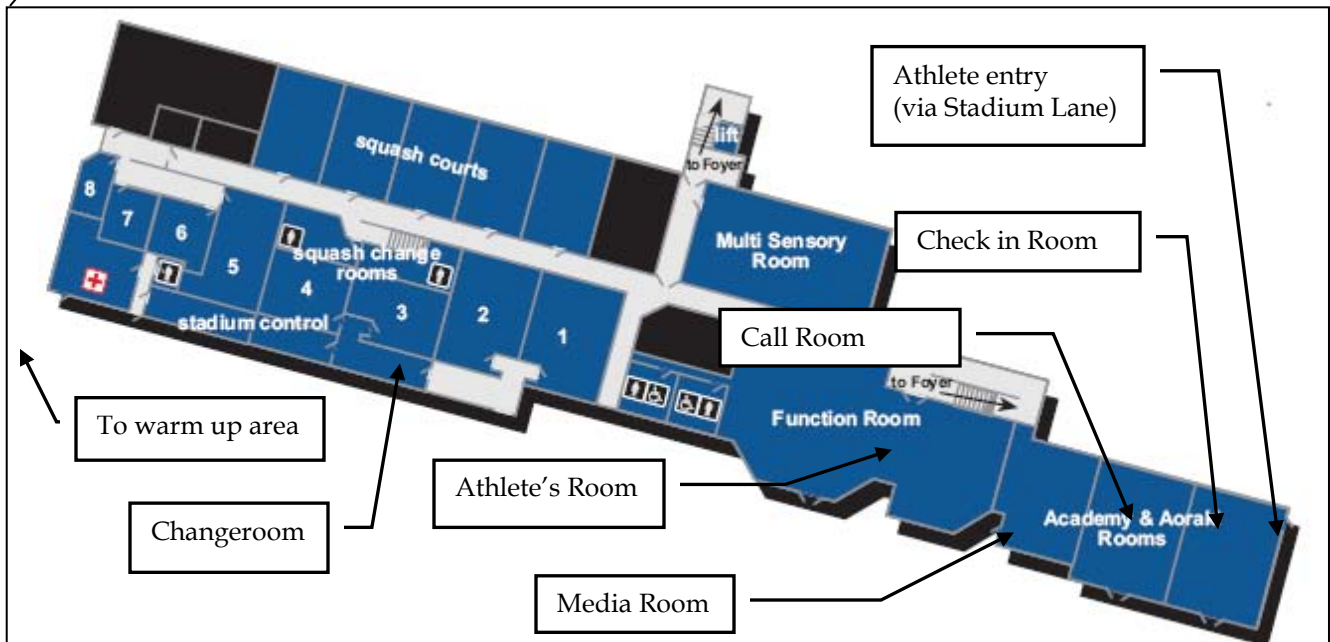 Athlete entry
(via Stadium Lane)
lift
to Foyer
squash courts
8
7
6
5
squash change
rooms
4
3
2
1
stadium control
Multi Sensory
Room
Check in Room
Call Room
to Foyer
Function Room
To warm up area
Athlete’s Room
Changeroom
Academy & Aorak
Rooms
Media Room